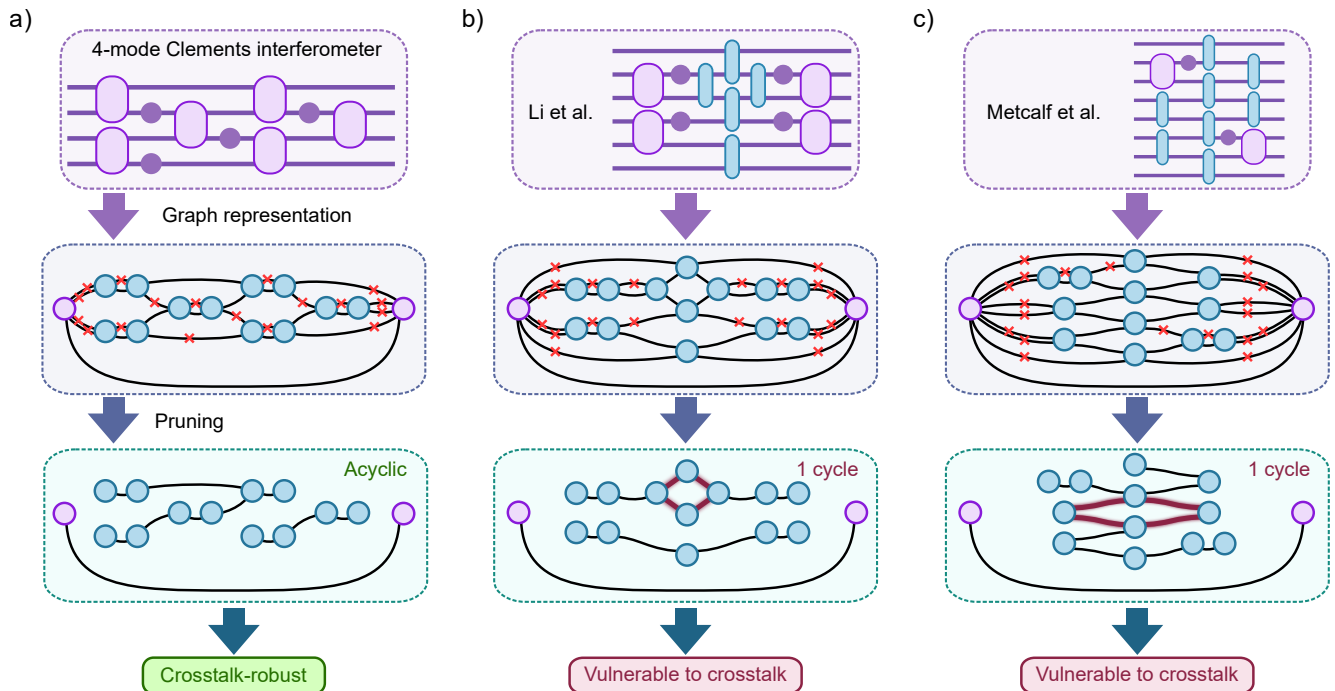 a)
4-mode Clements interferometer
Graph representation
Pruning
Acyclic
Crosstalk-robust
b)
Li et al.
1 cycle
Vulnerable to crosstalk
c)
Metcalf et al.
1 cycle
Vulnerable to crosstalk